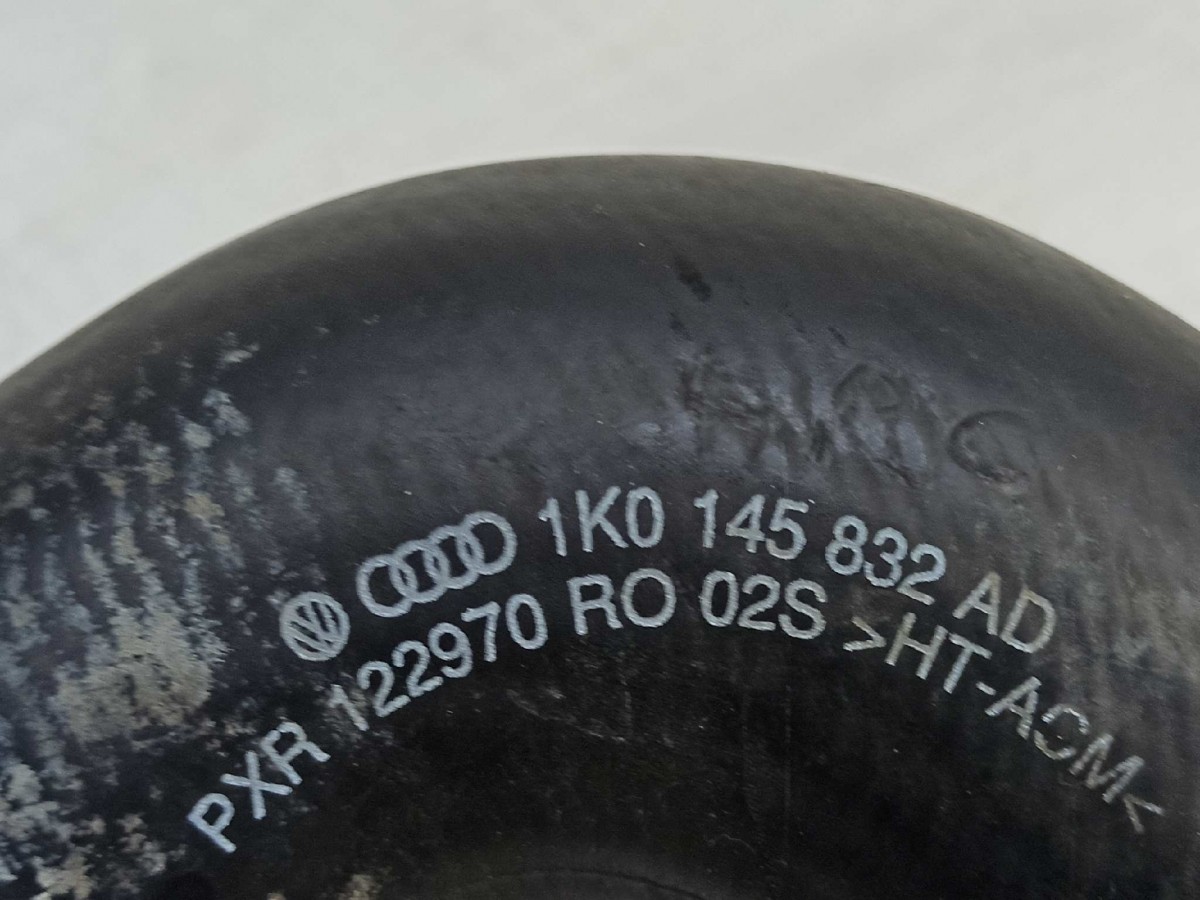 1K0 145 832 AD
PXR 122970 RO 02S >HT-ACM<